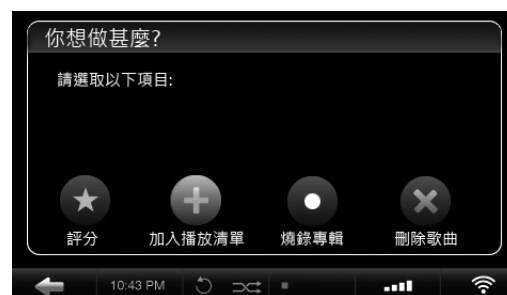 你想做甚麼?
請選取以下項目:
評分
加入播放清單
燒錄專輯
刪除歌曲
10:43 PM